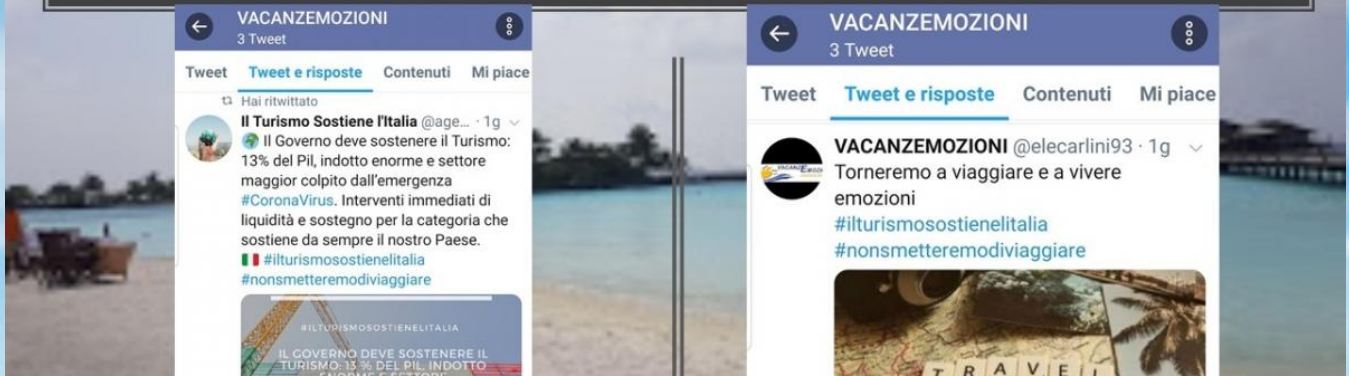 VACANZEMOZIONI
3 Tweet
Tweet Tweet e risposte Contenuti Mi piace
Hai ritwittato
Il Turismo Sostiene l'Italia @age... · 1g
Il Governo deve sostenere il Turismo:
13% del Pil, indotto enorme e settore
maggior colpito dall'emergenza
#CoronaVirus. Interventi immediati di
liquidità e sostegno per la categoria che
sostiene da sempre il nostro Paese.
#ilturismosostienelitalia
#nonsmetteremodiviaggiare
#ILTURISMOSOSTIENELITALIA
IL GOVERNO DEVE SOSTENERE IL
TURISMO: 13 % DEL PIL, INDOTTO
ENORME E SETTORE
VACANZEMOZIONI
3 Tweet
Tweet Tweet e risposte Contenuti Mi piace
VACANZEMOZIONI @elecarlini93 · 1g
Torneremo a viaggiare e a vivere
emozioni
#ilturismosostienelitalia
#nonsmetteremodiviaggiare
TRAVEL